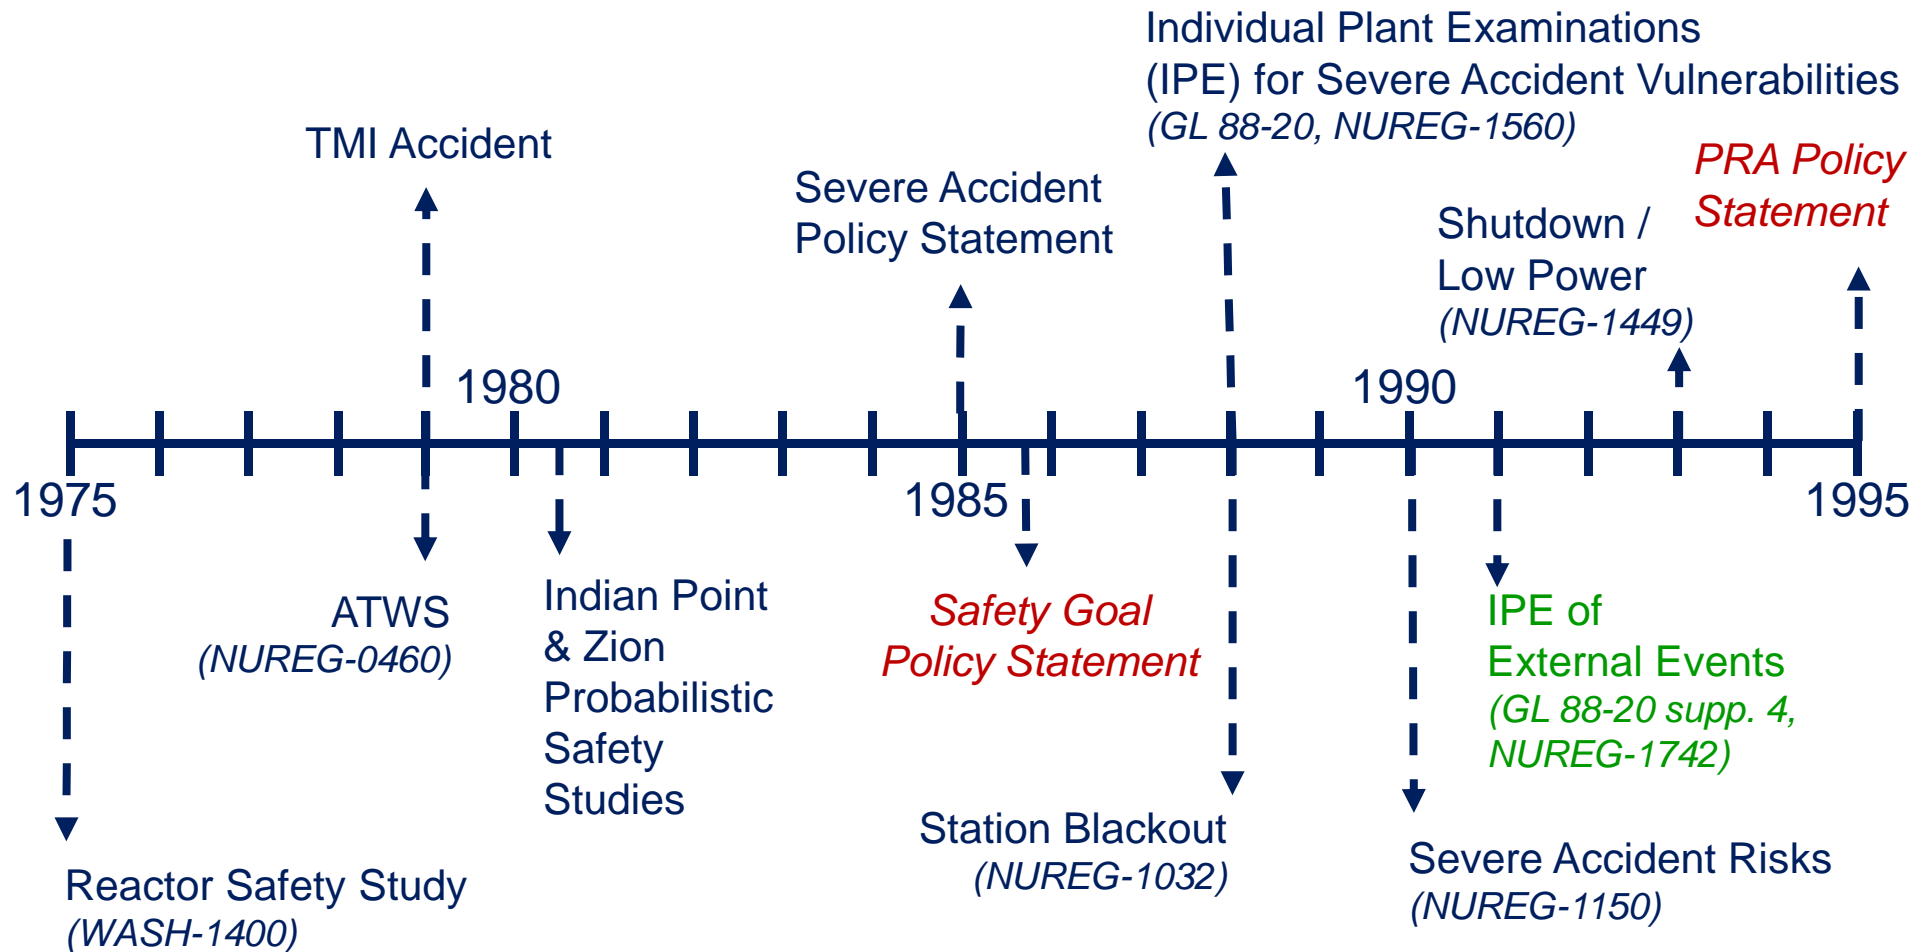 Individual Plant Examinations
(IPE) for Severe Accident Vulnerabilities
(GL 88-20, NUREG-1560)
TMI Accident
PRA Policy
Statement
Severe Accident
Policy Statement
Shutdown /
Low Power
(NUREG-1449)
1980
1990
1975
1985
1995
ATWS
(NUREG-0460)
Indian Point
& Zion
Probabilistic
Safety
Studies
Safety Goal
Policy Statement
IPE of
External Events
(GL 88-20 supp. 4,
NUREG-1742)
Station Blackout
(NUREG-1032)
Severe Accident Risks
(NUREG-1150)
Reactor Safety Study
(WASH-1400)